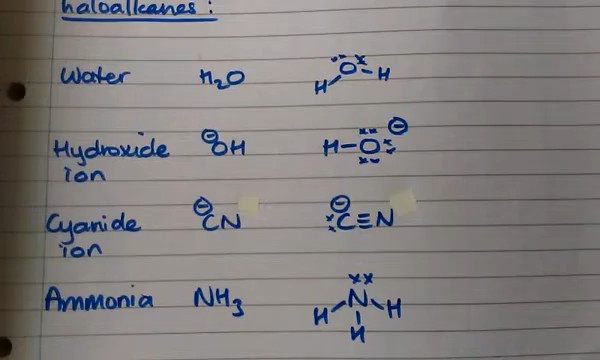 haloalkanes:
Water H₂O H O H
Hydroxide ion ⊖OH H-O ⊖
Cyanide ion ⊖CN ⊖C≡N
Ammonia NH₃ H N H
H